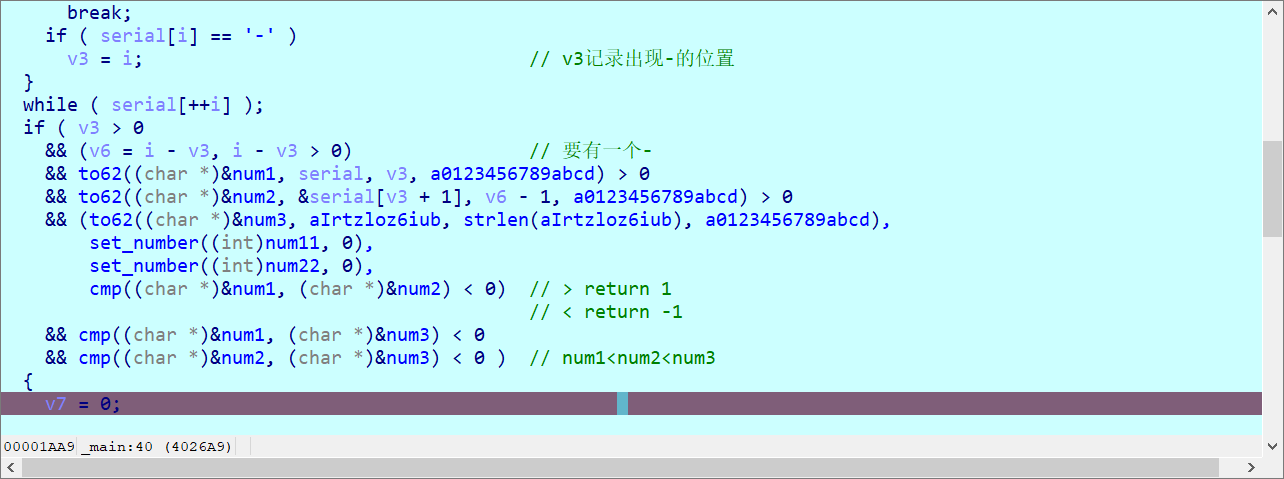 break;
if ( serial[i] == '-' )
v3 = i; // v3记录出现-的位置
}
while ( serial[++i] );
if ( v3 > 0
&& (v6 = i - v3, i - v3 > 0) // 要有一个-
&& to62((char *)&num1, serial, v3, a0123456789abcd) > 0
&& to62((char *)&num2, &serial[v3 + 1], v6 - 1, a0123456789abcd) > 0
&& (to62((char *)&num3, aIrtzloz6iub, strlen(aIrtzloz6iub), a0123456789abcd),
set_number((int)num11, 0),
set_number((int)num22, 0),
cmp((char *)&num1, (char *)&num2) < 0) // > return 1
// < return -1
&& cmp((char *)&num1, (char *)&num3) < 0
&& cmp((char *)&num2, (char *)&num3) < 0 ) // num1<num2<num3
{
v7 = 0;
00001AA9 _main:40 (4026A9)